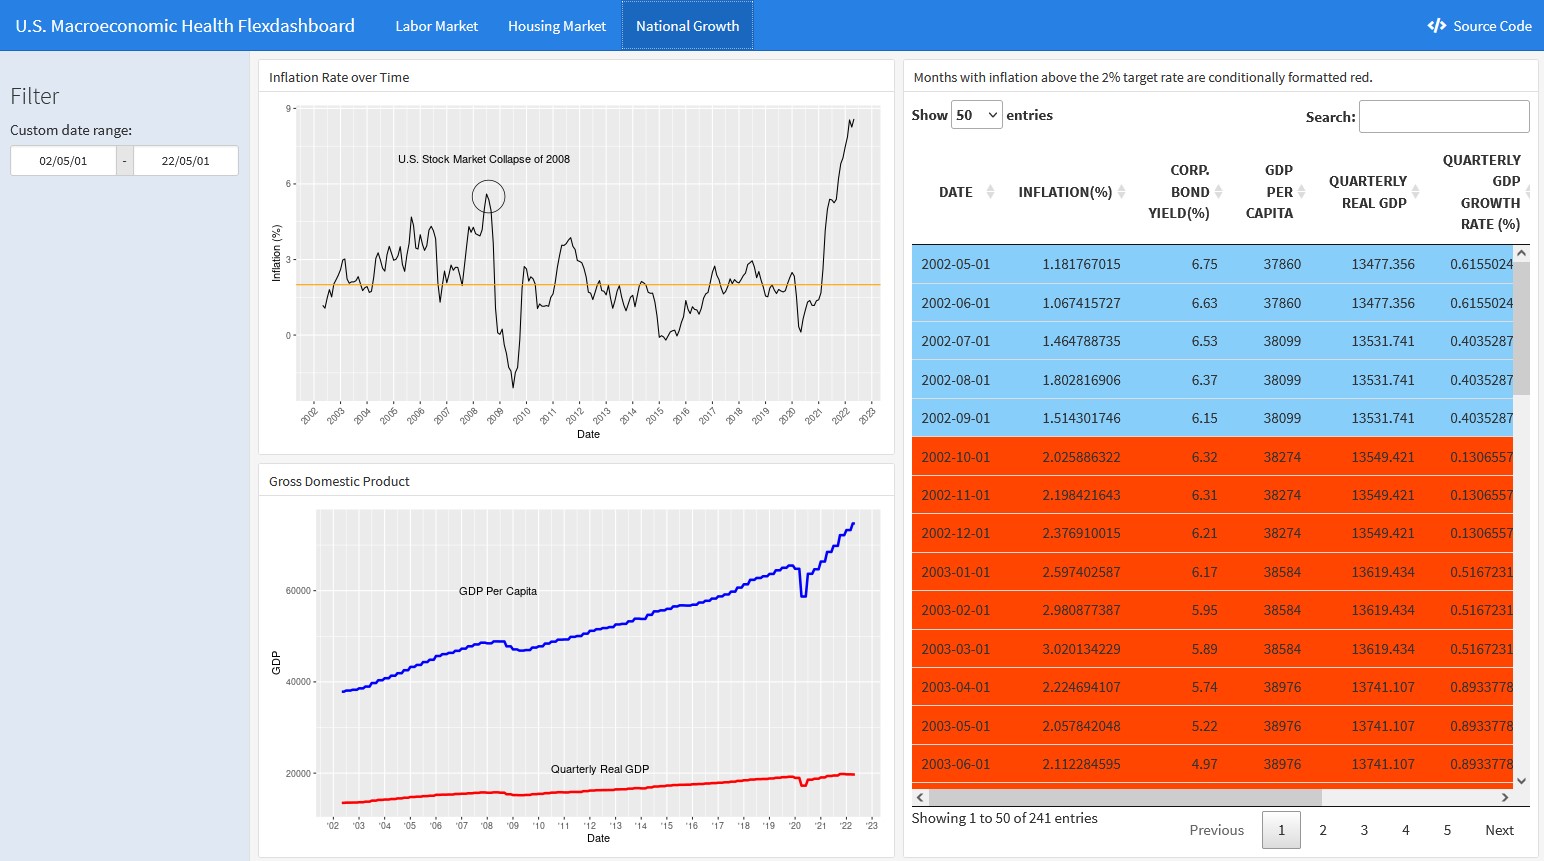 U.S. Macroeconomic Health Flexdashboard Labor Market Housing Market National Growth Source Code
Filter
Custom date range:
02/05/01 - 22/05/01
Inflation Rate over Time
9
6
3
0
Inflation (%)
U.S. Stock Market Collapse of 2008
2002 2003 2004 2005 2006 2007 2008 2009 2010 2011 2012 2013 2014 2015 2016 2017 2018 2019 2020 2021 2022 2023
Date
Gross Domestic Product
60000
40000
20000
GDP
GDP Per Capita
Quarterly Real GDP
'02 '03 '04 '05 '06 '07 '08 '09 '10 '11 '12 '13 '14 '15 '16 '17 '18 '19 '20 '21 '22 '23
Date
Months with inflation above the 2% target rate are conditionally formatted red.
Show 50 entries Search:
DATE INFLATION(%) CORP. BOND YIELD(%) GDP PER CAPITA QUARTERLY REAL GDP QUARTERLY GDP GROWTH RATE (%)
2002-05-01 1.181767015 6.75 37860 13477.356 0.6155024
2002-06-01 1.067415727 6.63 37860 13477.356 0.6155024
2002-07-01 1.464788735 6.53 38099 13531.741 0.4035287
2002-08-01 1.802816906 6.37 38099 13531.741 0.4035287
2002-09-01 1.514301746 6.15 38099 13531.741 0.4035287
2002-10-01 2.025886322 6.32 38274 13549.421 0.1306557
2002-11-01 2.198421643 6.31 38274 13549.421 0.1306557
2002-12-01 2.376910015 6.21 38274 13549.421 0.1306557
2003-01-01 2.597402587 6.17 38584 13619.434 0.5167231
2003-02-01 2.980877387 5.95 38584 13619.434 0.5167231
2003-03-01 3.020134229 5.89 38584 13619.434 0.5167231
2003-04-01 2.224694107 5.74 38976 13741.107 0.8933778
2003-05-01 2.057842048 5.22 38976 13741.107 0.8933778
2003-06-01 2.112284595 4.97 38976 13741.107 0.8933778
Showing 1 to 50 of 241 entries
Previous 1 2 3 4 5 Next